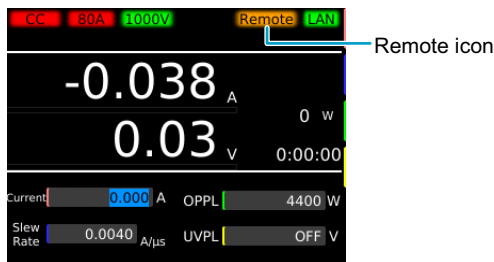 CC 80A 1000V Remote LAN
Remote icon
-0.038 A
0 W
0.03 V
0:00:00
Current 0.000 A OPPL 4400 W
Slew
Rate 0.0040 A/µs UVPL OFF V